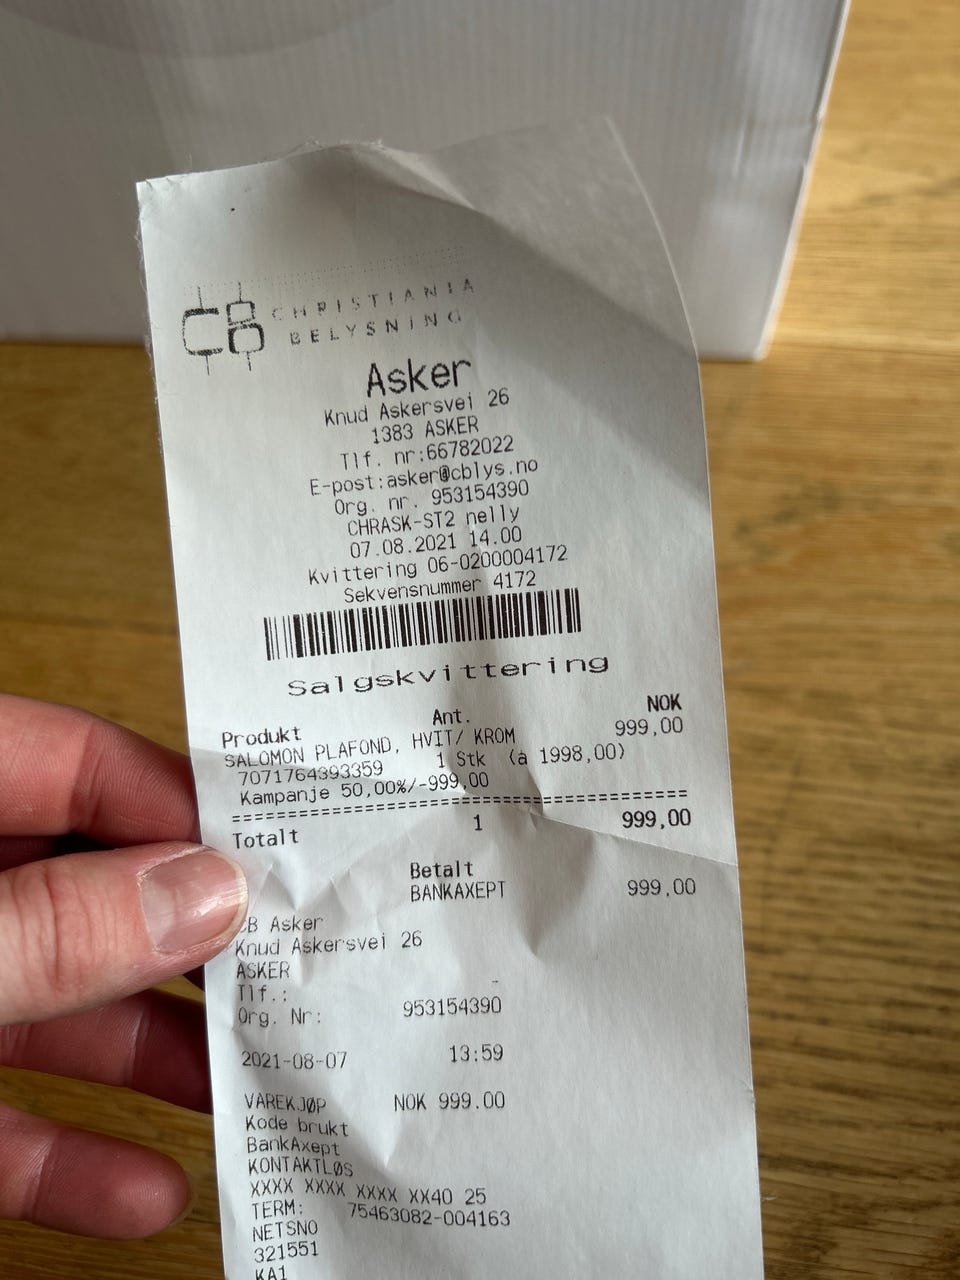 CB CHRISTIANIA
BELYSNING
Asker
Knud Askersvei 26
1383 ASKER
Tlf. nr:66782022
E-post:asker@cblys.no
Org. nr. 953154390
CHRASK-ST2 nelly
07.08.2021 14.00
Kvittering 06-0200004172
Sekvensnummer 4172
Salgskvittering
Produkt Ant. NOK
SALOMON PLAFOND, HVIT/ KROM 999,00
7071764393359 1 Stk (à 1998,00)
Kampanje 50,00%/-999,00
Totalt 1 999,00
Betalt
BANKAXEPT 999,00
CB Asker
Knud Askersvei 26
ASKER
Tlf.: -
Org. Nr: 953154390
2021-08-07 13:59
VAREKJØP NOK 999.00
Kode brukt
BankAxept
KONTAKTLØS
XXXX XXXX XXXX XX40 25
TERM: 75463082-004163
NETSNO
321551
KA1